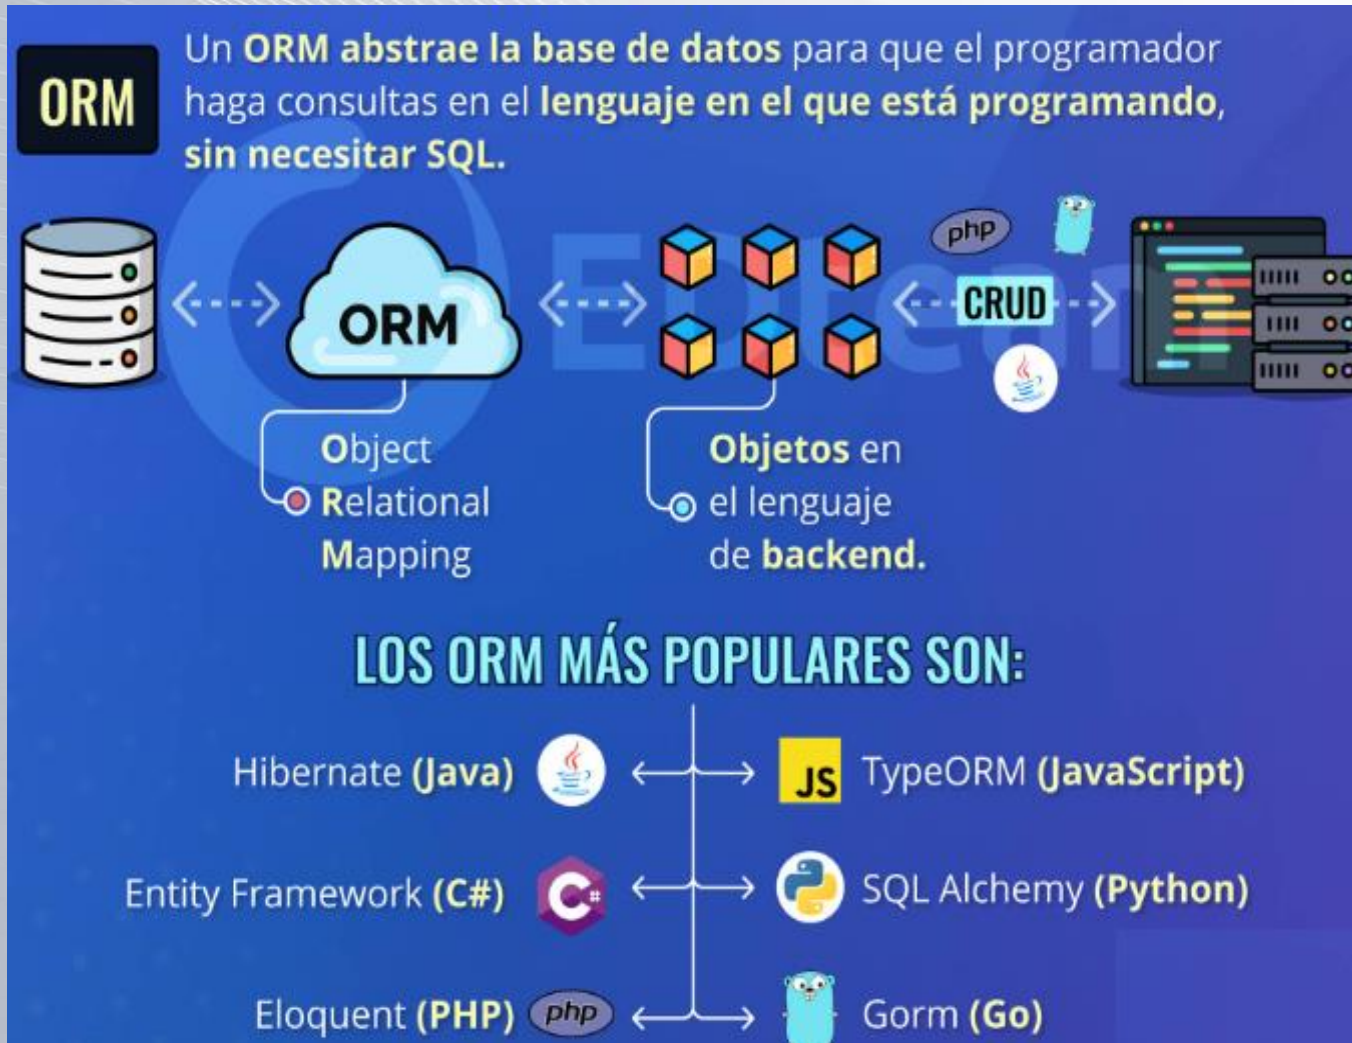 ORM
Un ORM abstrae la base de datos para que el programador
haga consultas en el lenguaje en el que está programando,
sin necesitar SQL.
EDteam
ORM
php
CRUD
Object
Relational
Mapping
Objetos en
el lenguaje
de backend.
LOS ORM MÁS POPULARES SON:
Hibernate (Java)
JS TypeORM (JavaScript)
Entity Framework (C#) C#
SQL Alchemy (Python)
Eloquent (PHP) php
Gorm (Go)